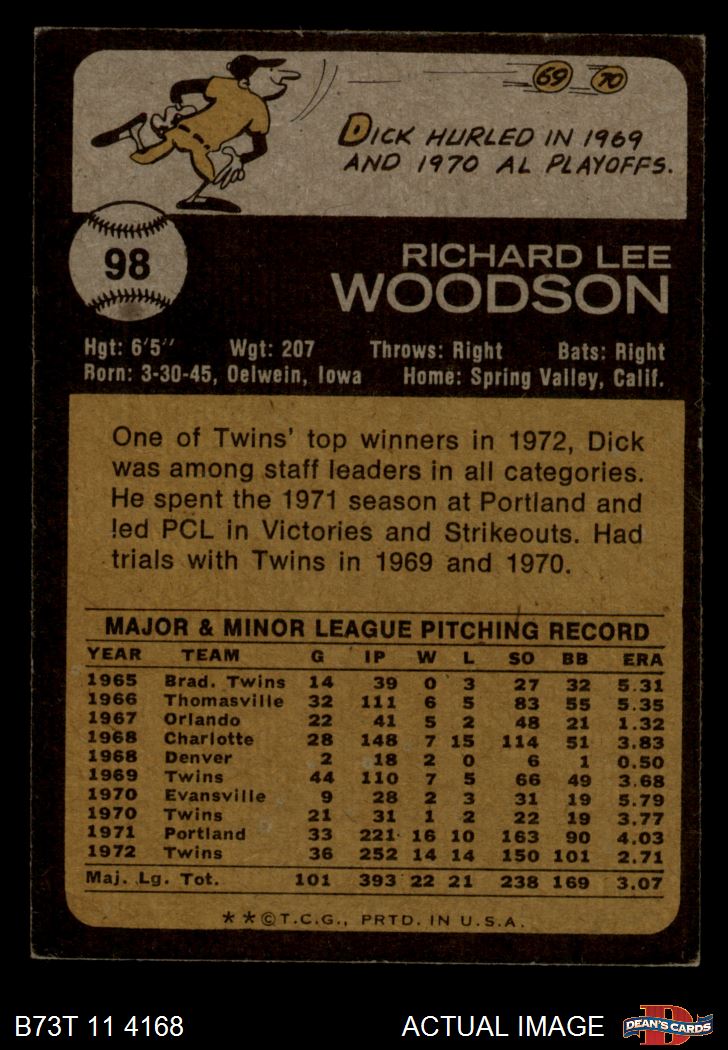 69 70
DICK HURLED IN 1969
AND 1970 AL PLAYOFFS.
98
RICHARD LEE
WOODSON
Hgt: 6'5" Wgt: 207 Throws: Right Bats: Right
Born: 3-30-45, Oelwein, Iowa Home: Spring Valley, Calif.
One of Twins' top winners in 1972, Dick
was among staff leaders in all categories.
He spent the 1971 season at Portland and
led PCL in Victories and Strikeouts. Had
trials with Twins in 1969 and 1970.
MAJOR & MINOR LEAGUE PITCHING RECORD
YEAR TEAM G IP W L SO BB ERA
1965 Brad. Twins 14 39 0 3 27 32 5.31
1966 Thomasville 32 111 6 5 83 55 5.35
1967 Orlando 22 41 5 2 48 21 1.32
1968 Charlotte 28 148 7 15 114 51 3.83
1968 Denver 2 18 2 0 6 1 0.50
1969 Twins 44 110 7 5 66 49 3.68
1970 Evansville 9 28 2 3 31 19 5.79
1970 Twins 21 31 1 2 22 19 3.77
1971 Portland 33 221 16 10 163 90 4.03
1972 Twins 36 252 14 14 150 101 2.71
Maj. Lg. Tot. 101 393 22 21 238 169 3.07
**©T.C.G., PRTD. IN U.S.A.
B73T 11 4168 ACTUAL IMAGE
D
DEAN'S CARDS